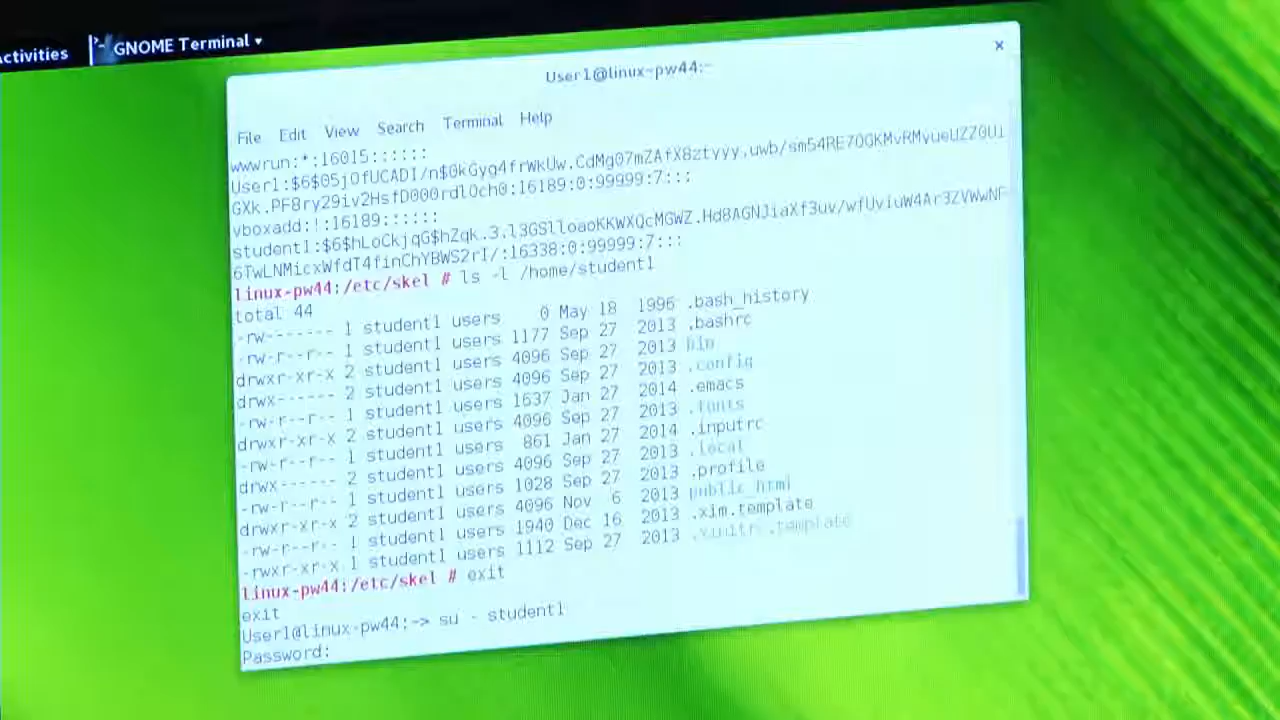 Activities GNOME Terminal
User1@linux-pw44:~
File Edit View Search Terminal Help
wwwrun:*:16015::::::
User1:$6$05jOfUCADI/n$0kGyg4frWkUw.CdMg07mZAfX8ztyyy.uwb/sm54RE7OGKMvRMyueUZZ0Ui
GXk.PF8ry29iv2HsfD000rdlOch0:16189:0:99999:7:::
vboxadd:!:16189::::::
student1:$6$hLoCkjqG$hZqk.3.l3GSlloaoKKWXQcMGWZ.Hd8AGNJiaXf3uv/wfUviuW4Ar3ZVWwNF
6TwLNMicxWfdT4finChYBWS2rI/:16338:0:99999:7:::
linux-pw44:/etc/skel # ls -l /home/student1
total 44
-rw------- 1 student1 users 0 May 18 1996 .bash_history
-rw-r--r-- 1 student1 users 1177 Sep 27 2013 .bashrc
drwxr-xr-x 2 student1 users 4096 Sep 27 2013 bin
drwx------ 2 student1 users 4096 Sep 27 2013 .config
-rw-r--r-- 1 student1 users 1637 Jan 27 2014 .emacs
drwxr-xr-x 2 student1 users 4096 Sep 27 2013 .fonts
-rw-r--r-- 1 student1 users 861 Jan 27 2014 .inputrc
drwx------ 2 student1 users 4096 Sep 27 2013 .local
-rw-r--r-- 1 student1 users 1028 Sep 27 2013 .profile
drwxr-xr-x 2 student1 users 4096 Nov 6 2013 public_html
-rw-r--r-- 1 student1 users 1940 Dec 16 2013 .xim.template
-rwxr-xr-x 1 student1 users 1112 Sep 27 2013 .xinitrc.template
linux-pw44:/etc/skel # exit
exit
User1@linux-pw44:~> su - student1
Password: